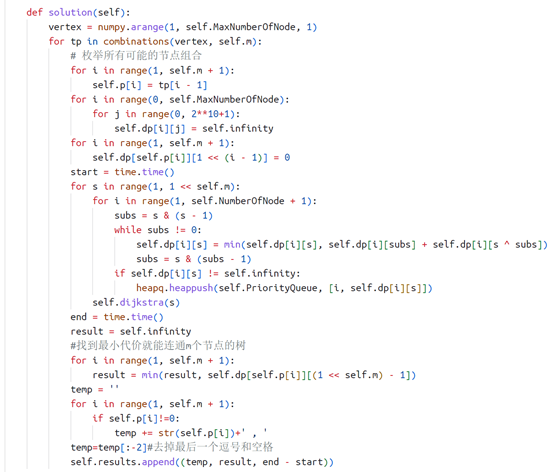 def solution(self):
    vertex = numpy.arange(1, self.MaxNumberOfNode, 1)
    for tp in combinations(vertex, self.m):
        # 枚举所有可能的节点组合
        for i in range(1, self.m + 1):
            self.p[i] = tp[i - 1]
        for i in range(0, self.MaxNumberOfNode):
            for j in range(0, 2**10+1):
                self.dp[i][j] = self.infinity
        for i in range(1, self.m + 1):
            self.dp[self.p[i]][1 << (i - 1)] = 0
        start = time.time()
        for s in range(1, 1 << self.m):
            for i in range(1, self.NumberOfNode + 1):
                subs = s & (s - 1)
                while subs != 0:
                    self.dp[i][s] = min(self.dp[i][s], self.dp[i][subs] + self.dp[i][s ^ subs])
                    subs = s & (subs - 1)
                if self.dp[i][s] != self.infinity:
                    heapq.heappush(self.PriorityQueue, [i, self.dp[i][s]])
            self.dijkstra(s)
        end = time.time()
        result = self.infinity
        #找到最小代价就能连通m个节点的树
        for i in range(1, self.m + 1):
            result = min(result, self.dp[self.p[i]][(1 << self.m) - 1])
        temp = ''
        for i in range(1, self.m + 1):
            if self.p[i]!=0:
                temp += str(self.p[i])+' , '
        temp=temp[:-2]#去掉最后一个逗号和空格
        self.results.append((temp, result, end - start))